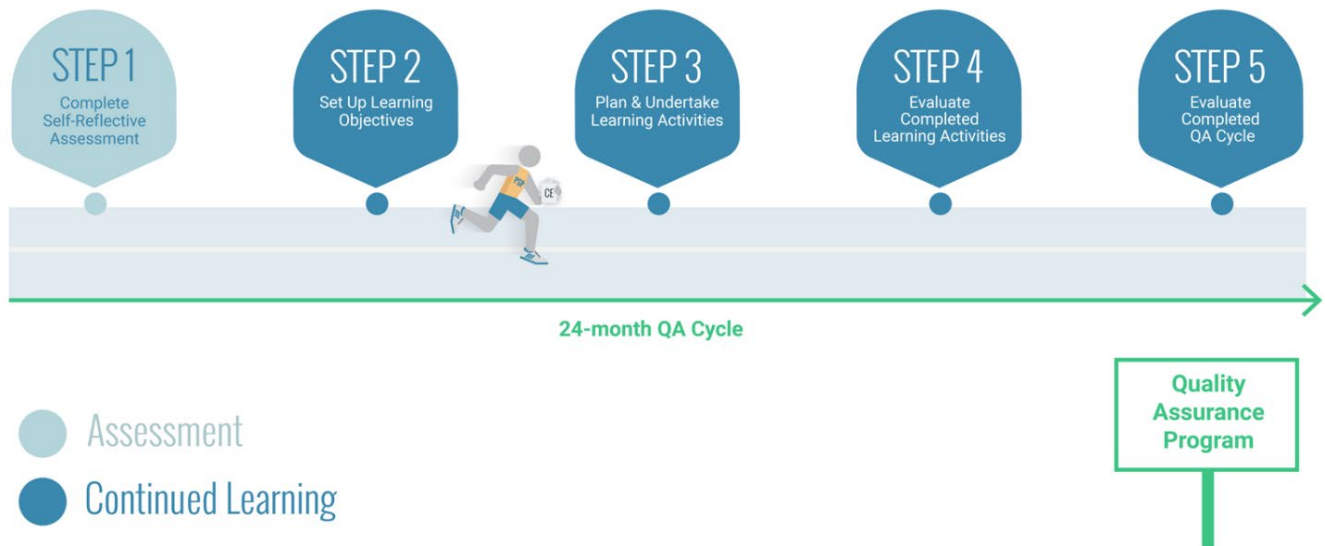 STEP 1
Complete
Self-Reflective
Assessment
STEP 2
Set Up Learning
Objectives
STEP 3
Plan & Undertake
Learning Activities
STEP 4
Evaluate
Completed
Learning Activities
STEP 5
Evaluate
Completed
QA Cycle
CE
24-month QA Cycle
Quality
Assurance
Program
Assessment
Continued Learning